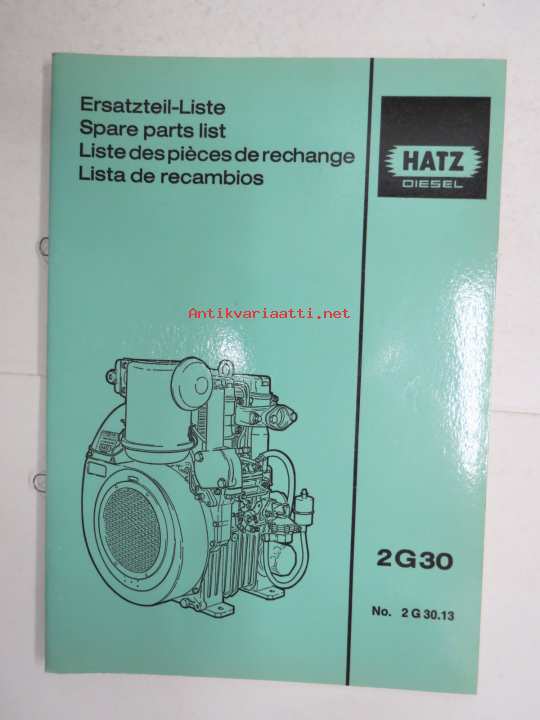 Ersatzteil-Liste
Spare parts list
Liste des pièces de rechange
Lista de recambios
HATZ
DIESEL
Antikvariaatti.net
2G30
No. 2 G 30.13